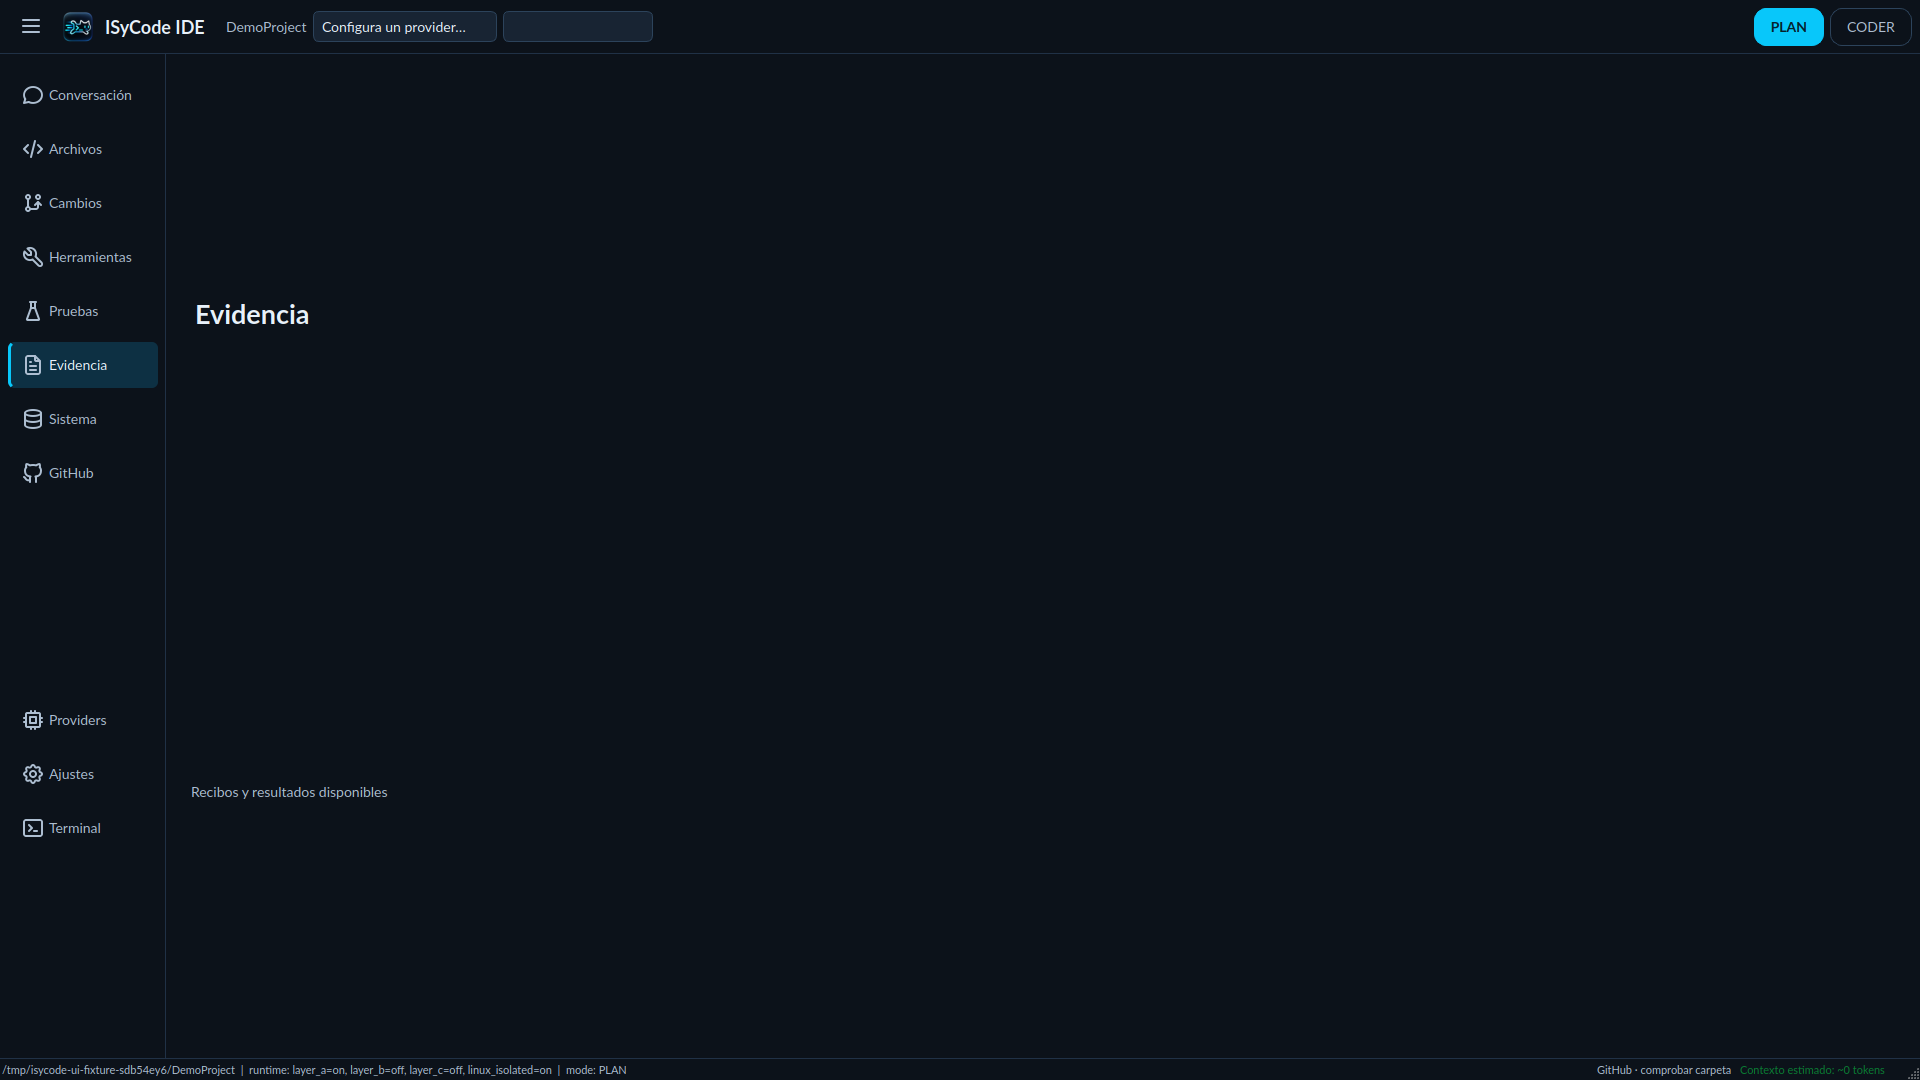 ISyCode IDE DemoProject Configura un provider... PLAN CODER
Conversación
Archivos
Cambios
Herramientas
Pruebas
Evidencia
Sistema
GitHub
Providers
Ajustes
Terminal
Evidencia
Recibos y resultados disponibles
/tmp/isycode-ui-fixture-sdb54ey6/DemoProject | runtime: layer_a=on, layer_b=off, layer_c=off, linux_isolated=on | mode: PLAN GitHub · comprobar carpeta Contexto estimado: ~0 tokens